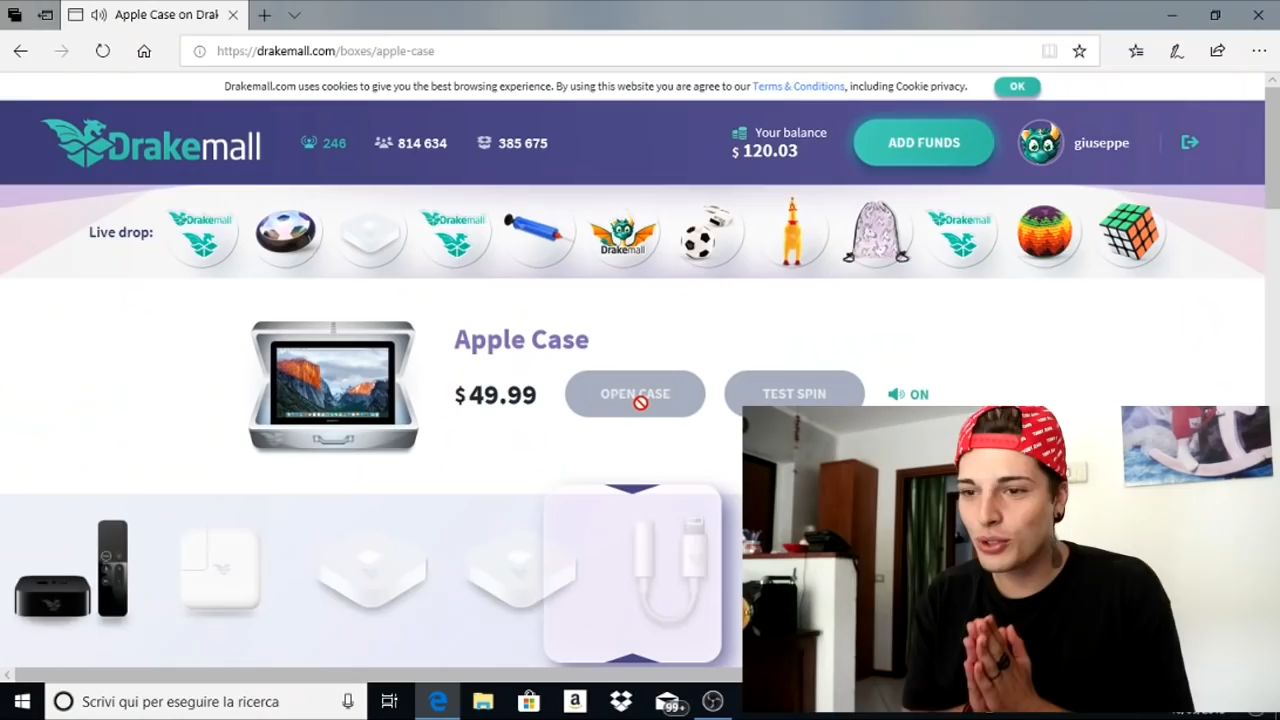 Apple Case on Drak
https://drakemall.com/boxes/apple-case
Drakemall.com uses cookies to give you the best browsing experience. By using this website you are agree to our Terms & Conditions, including Cookie privacy.
OK
Drakemall
246
814 634
385 675
Your balance
$ 120.03
ADD FUNDS
giuseppe
Live drop:
Drakemall
Drakemall
Drakemall
Drakemall
Apple Case
$ 49.99
OPEN CASE
TEST SPIN
ON
Scrivi qui per eseguire la ricerca
99+